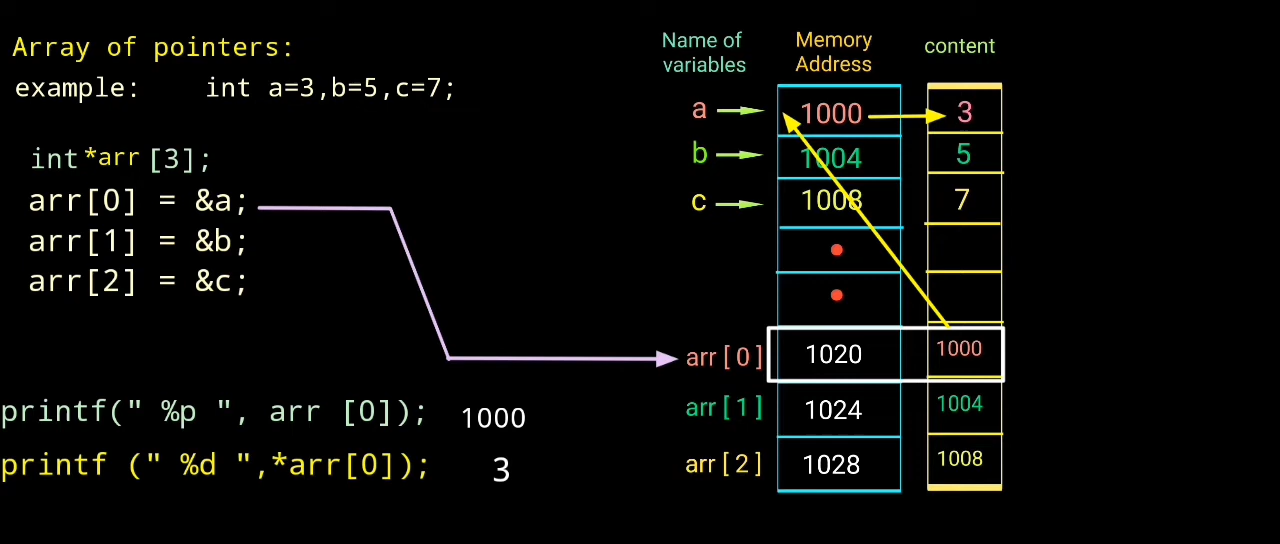 Array of pointers:
example: int a=3,b=5,c=7;
int *arr [3];
arr[0] = &a;
arr[1] = &b;
arr[2] = &c;
printf(" %p ", arr [0]); 1000
printf (" %d ",*arr[0]); 3
Name of variables
Memory Address
content
a 1000 3
b 1004 5
c 1008 7
arr [ 0 ] 1020 1000
arr [ 1 ] 1024 1004
arr [ 2 ] 1028 1008